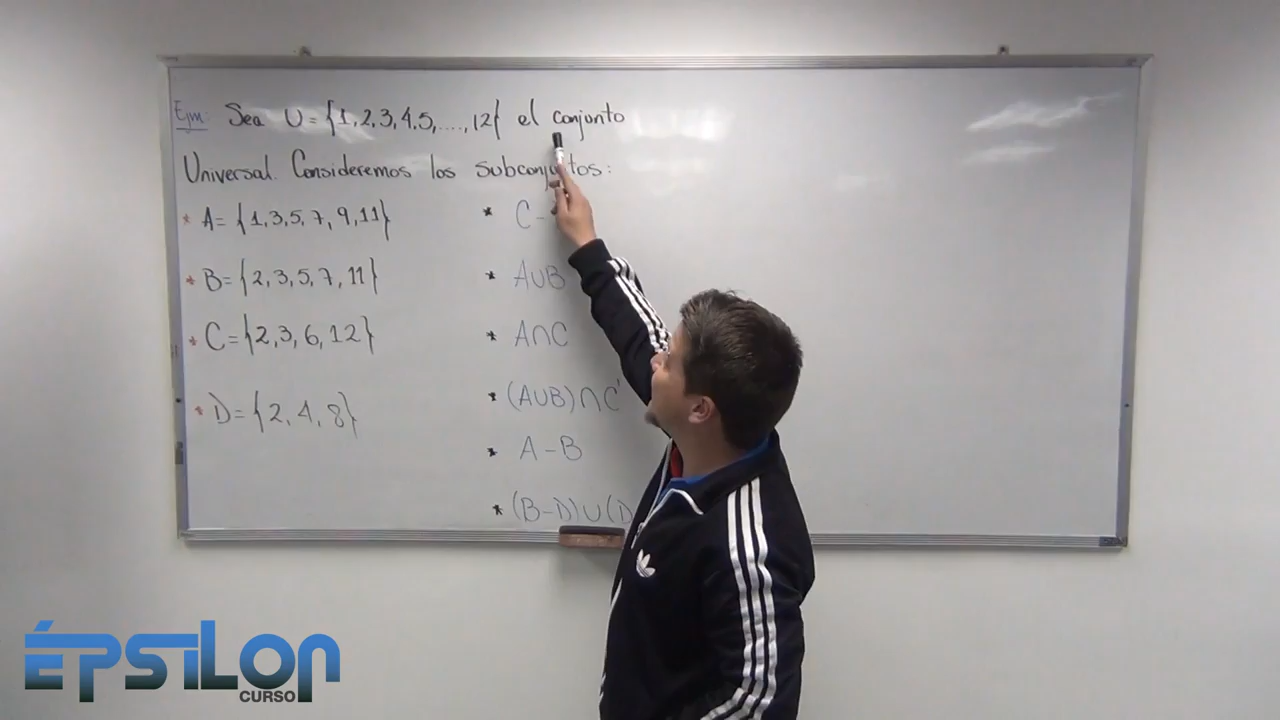 Ejm: Sea U = {1,2,3,4,5,....,12} el conjunto
Universal. Consideremos los subconjuntos:
* A = {1,3,5,7,9,11}
* B = {2,3,5,7,11}
* C = {2,3,6,12}
* D = {2,4,8}
* C -
* A∪B
* A∩C
* (A∪B)∩C'
* A - B
* (B-D)∪(D
ÉPSILON
CURSO